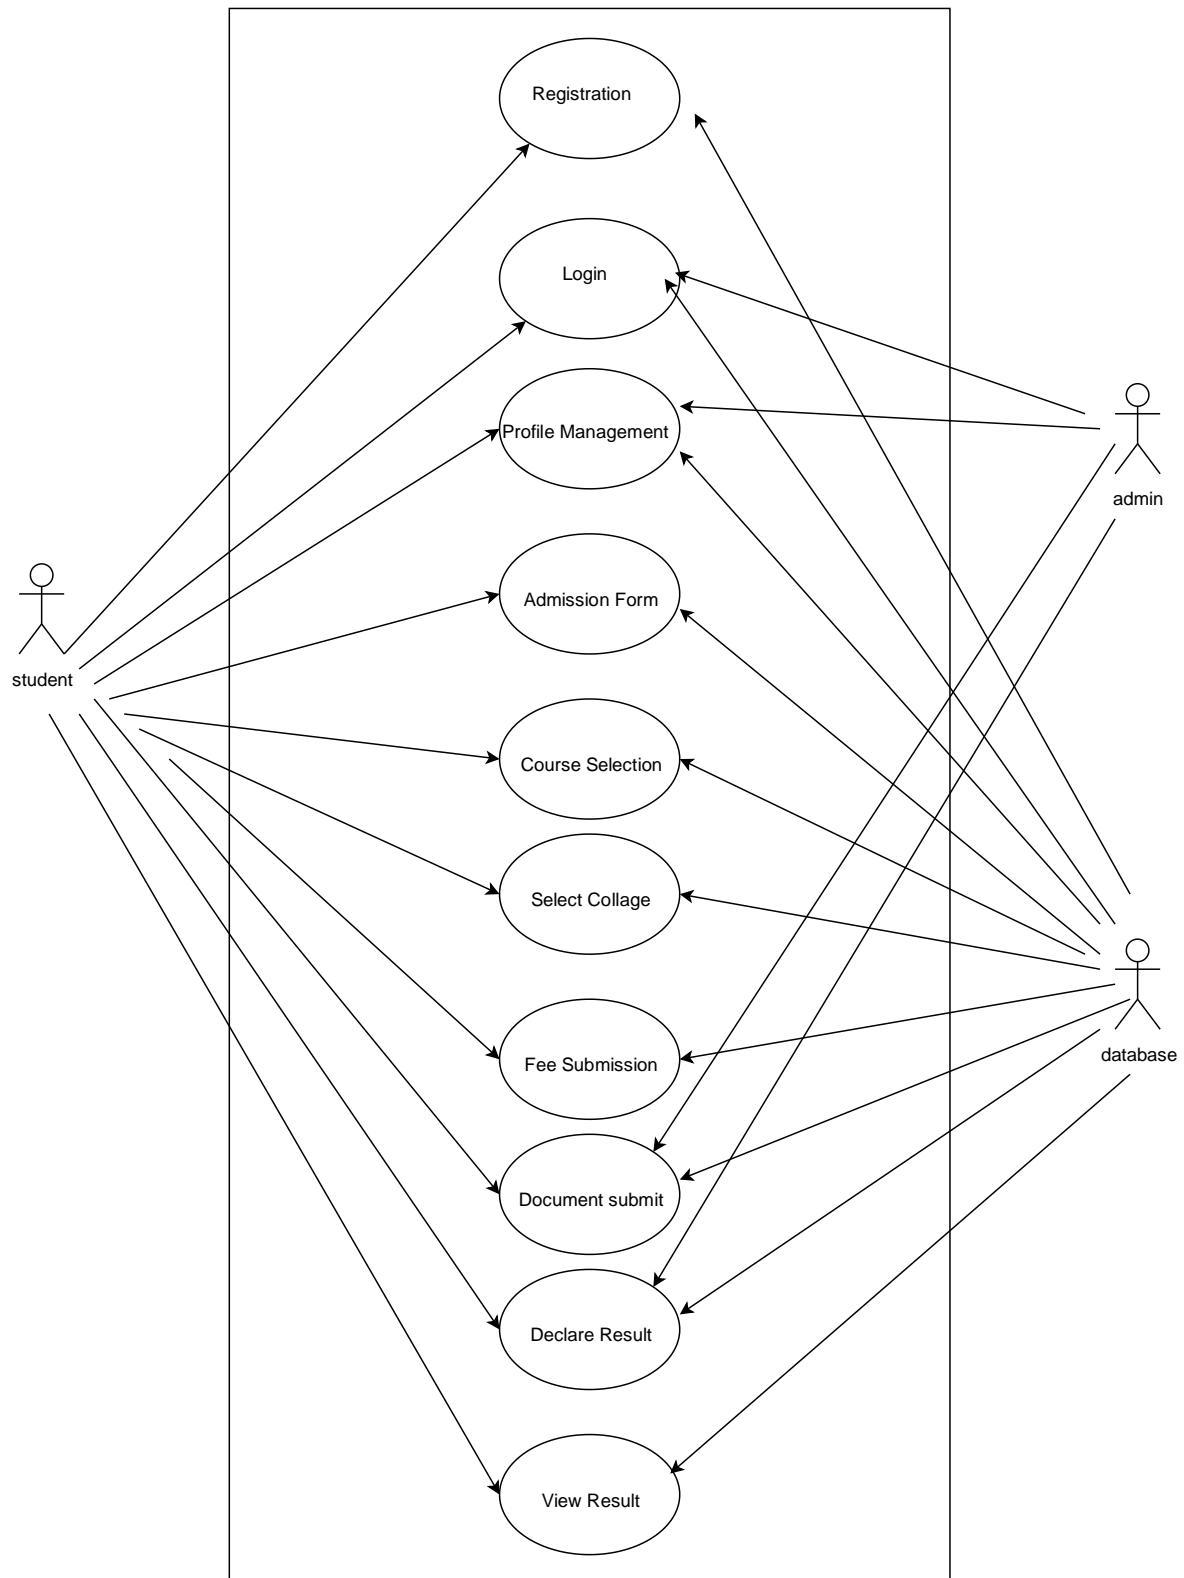 Registration
Login
Profile Management
admin
Admission Form
student
Course Selection
Select Collage
Fee Submission
database
Document submit
Declare Result
View Result